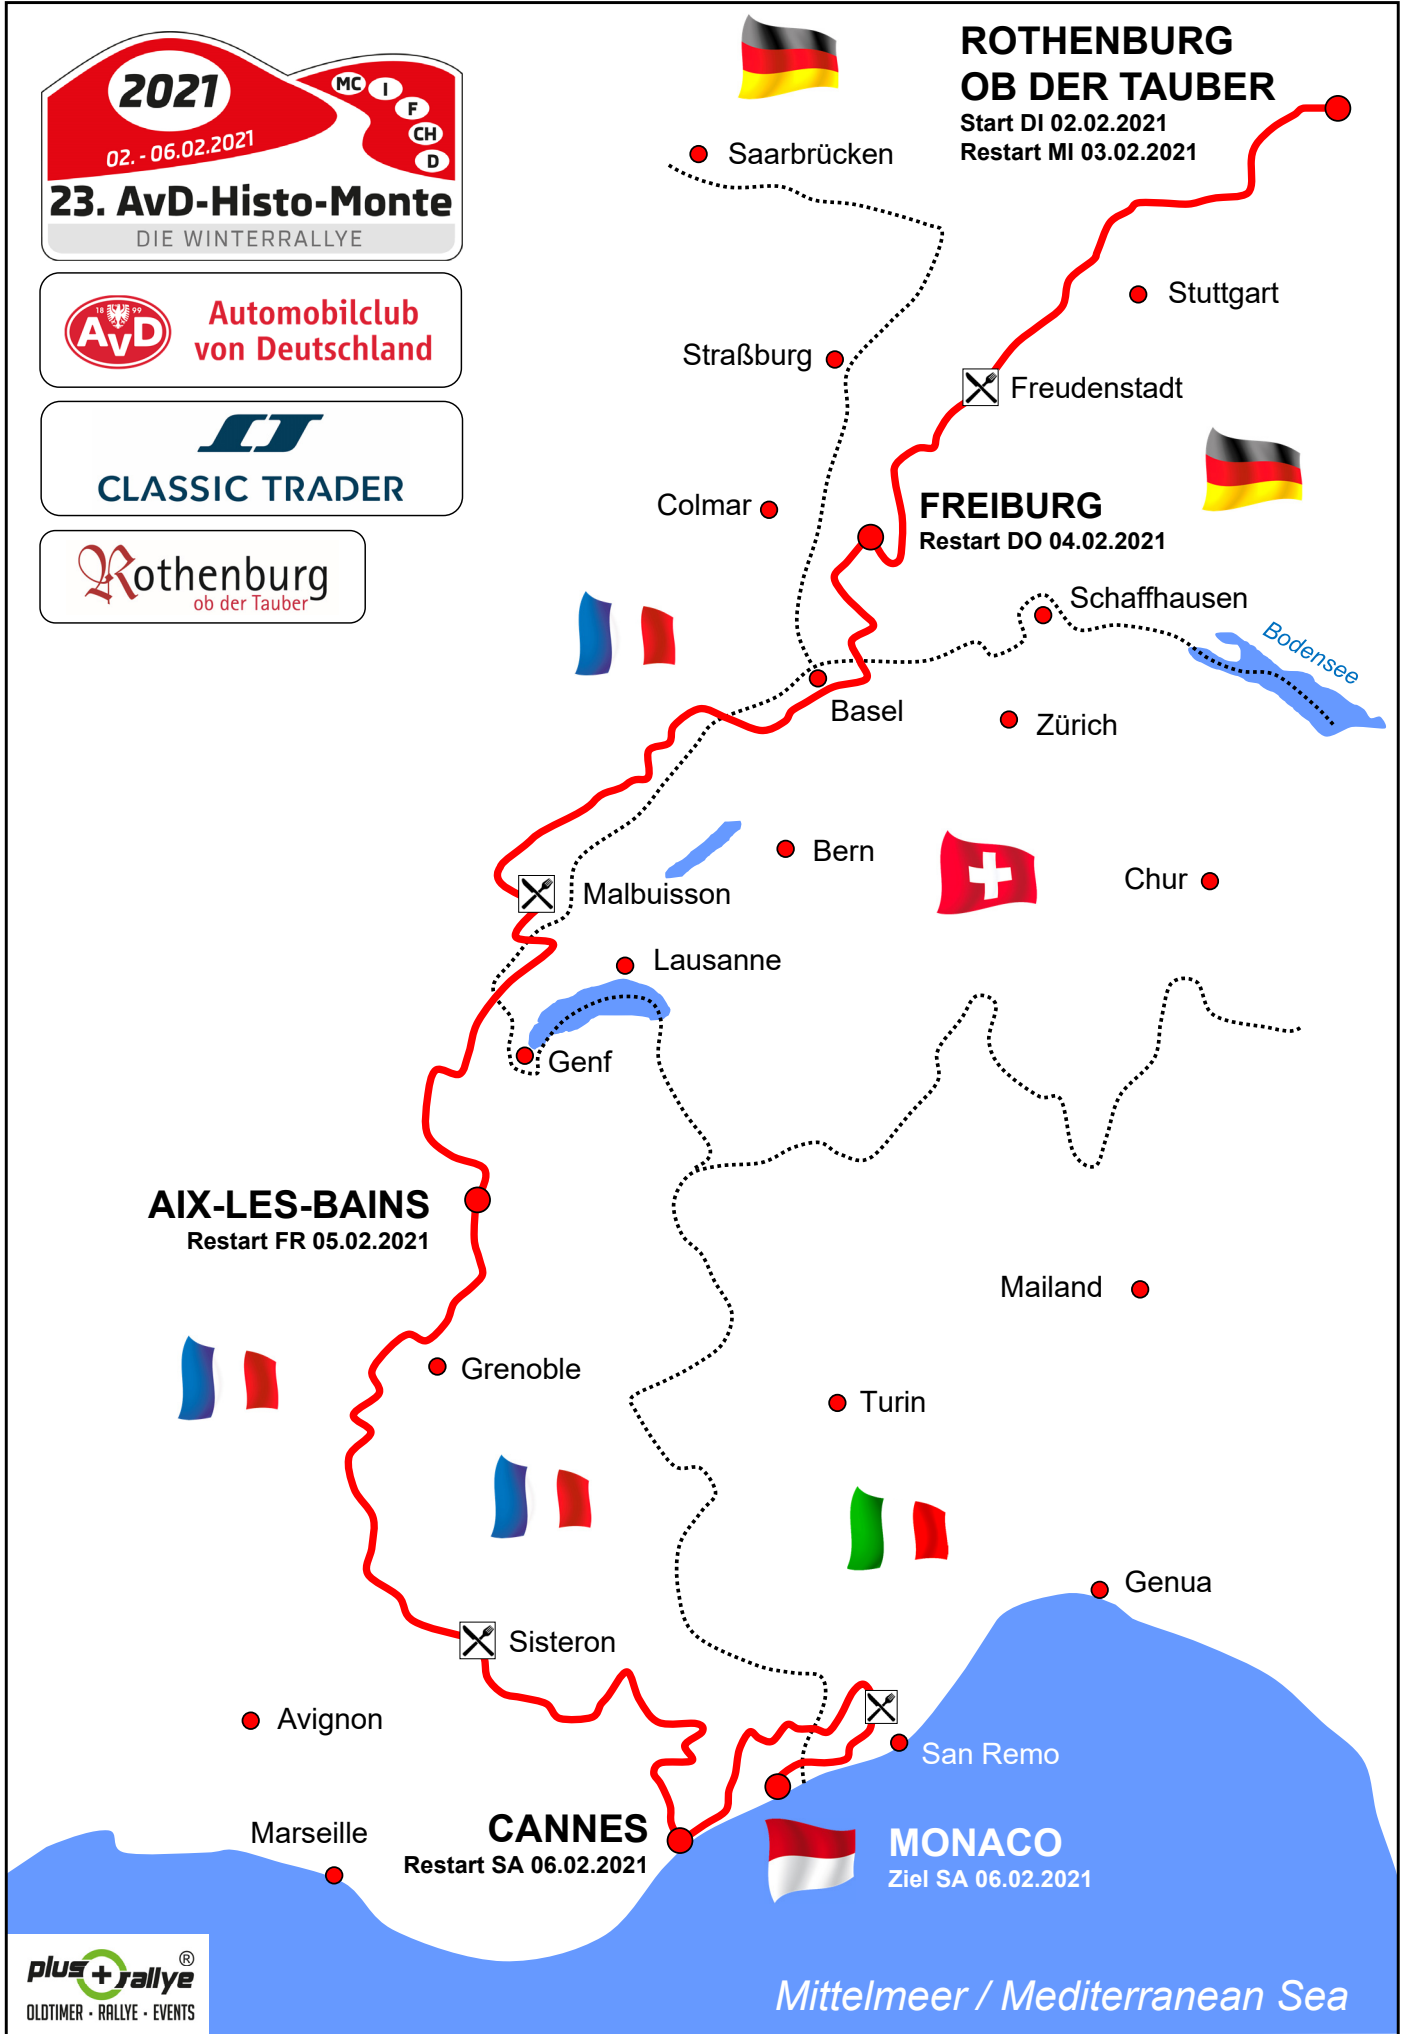 2021
02. - 06.02.2021
MC
I
F
CH
D
23. AvD-Histo-Monte
DIE WINTERRALLYE
18 99
AvD
Automobilclub
von Deutschland
CLASSIC TRADER
Rothenburg
ob der Tauber
ROTHENBURG
OB DER TAUBER
Start DI 02.02.2021
Restart MI 03.02.2021
Saarbrücken
Stuttgart
Straßburg
Freudenstadt
Colmar
FREIBURG
Restart DO 04.02.2021
Schaffhausen
Bodensee
Basel
Zürich
Bern
Chur
Malbuisson
Lausanne
Genf
AIX-LES-BAINS
Restart FR 05.02.2021
Mailand
Grenoble
Turin
Genua
Sisteron
Avignon
San Remo
Marseille
CANNES
Restart SA 06.02.2021
MONACO
Ziel SA 06.02.2021
plus+rallye®
OLDTIMER · RALLYE · EVENTS
Mittelmeer / Mediterranean Sea